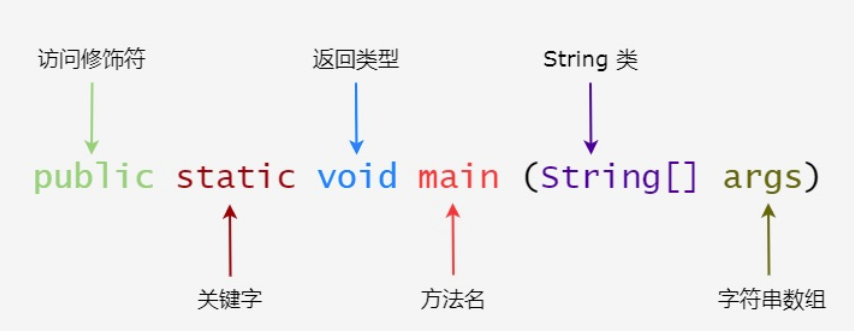 访问修饰符 返回类型 String 类
public static void main (String[] args)
关键字 方法名 字符串数组